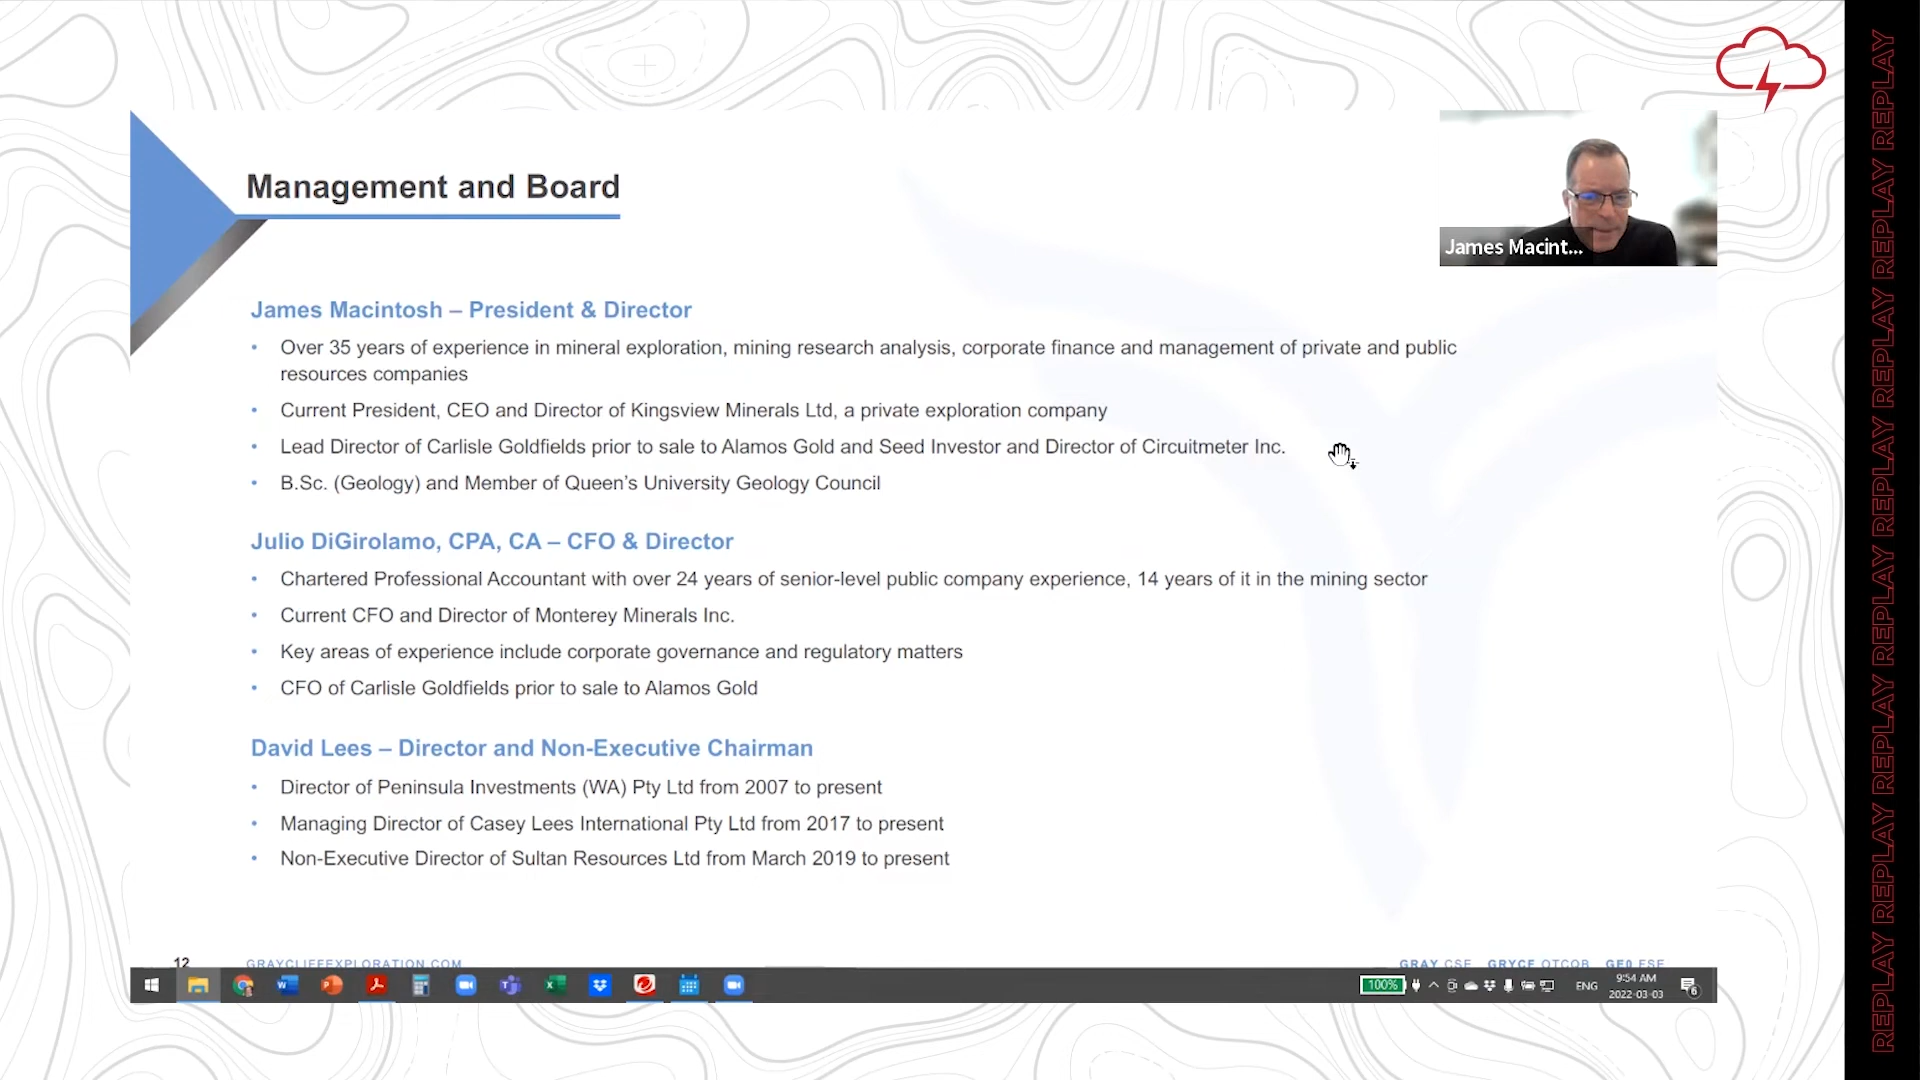 Management and Board
James Macint...
James Macintosh – President & Director
• Over 35 years of experience in mineral exploration, mining research analysis, corporate finance and management of private and public
resources companies
• Current President, CEO and Director of Kingsview Minerals Ltd, a private exploration company
• Lead Director of Carlisle Goldfields prior to sale to Alamos Gold and Seed Investor and Director of Circuitmeter Inc.
• B.Sc. (Geology) and Member of Queen's University Geology Council
Julio DiGirolamo, CPA, CA – CFO & Director
• Chartered Professional Accountant with over 24 years of senior-level public company experience, 14 years of it in the mining sector
• Current CFO and Director of Monterey Minerals Inc.
• Key areas of experience include corporate governance and regulatory matters
• CFO of Carlisle Goldfields prior to sale to Alamos Gold
David Lees – Director and Non-Executive Chairman
• Director of Peninsula Investments (WA) Pty Ltd from 2007 to present
• Managing Director of Casey Lees International Pty Ltd from 2017 to present
• Non-Executive Director of Sultan Resources Ltd from March 2019 to present
12 GRAYCLIFFEXPLORATION.COM GRAY CSE GRYCF OTCQB GE0 FSE
100% ENG 9:54 AM
2022-03-03
6
REPLAY REPLAY REPLAY REPLAY REPLAY REPLAY REPLAY REPLAY